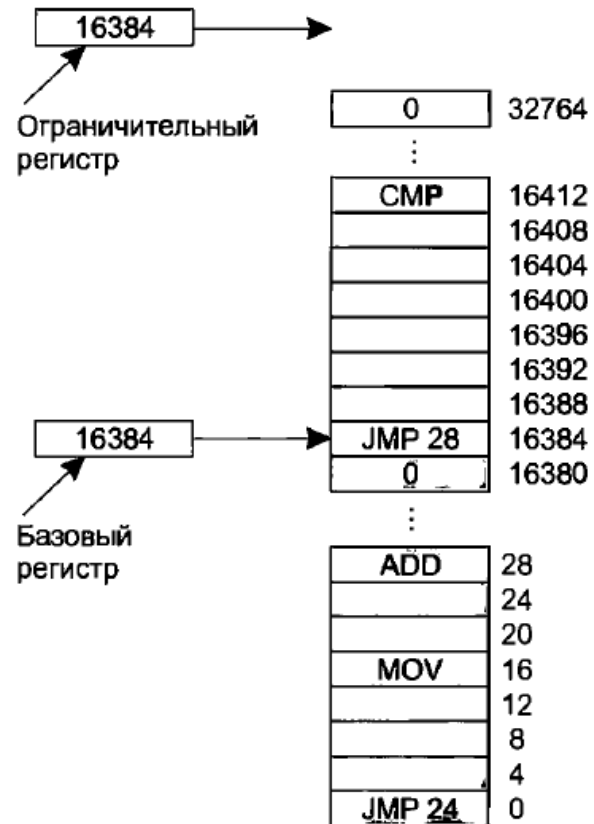 16384
Ограничительный
регистр
0 32764
⋮
CMP 16412
16408
16404
16400
16396
16392
16388
16384 JMP 28 16384
0 16380
Базовый
регистр
⋮
ADD 28
24
20
MOV 16
12
8
4
JMP 24 0